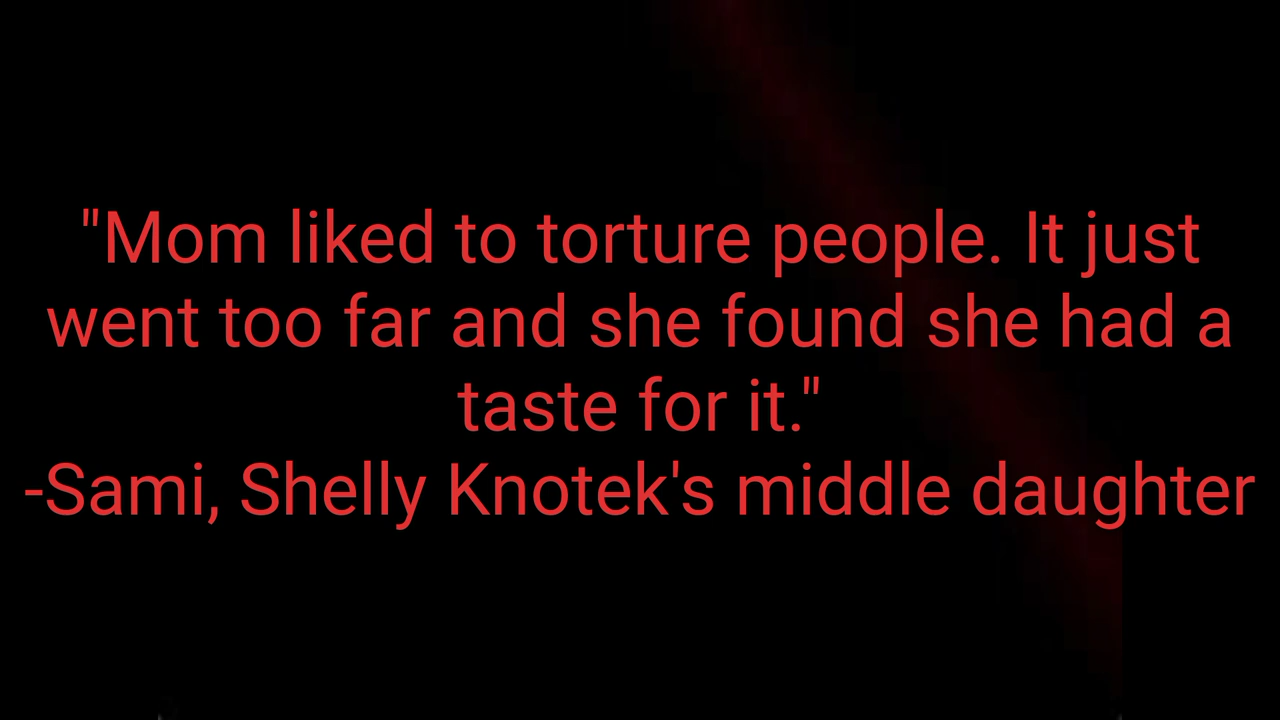 "Mom liked to torture people. It just
went too far and she found she had a
taste for it."
-Sami, Shelly Knotek's middle daughter